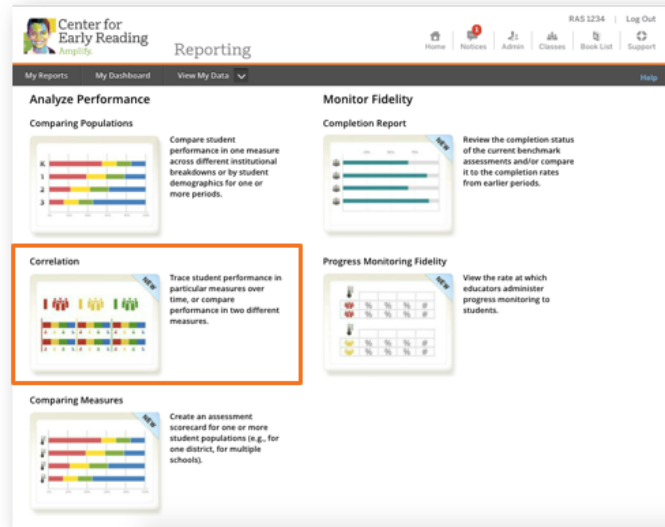 Center for
Early Reading
Amplify.
Reporting
RAS 1234 | Log Out
1
Home
Notices
Admin
Classes
Book List
Support
My Reports
My Dashboard
View My Data
Help
Analyze Performance
Comparing Populations
K
1
2
3
Compare student
performance in one measure
across different institutional
breakdowns or by student
demographics for one or
more periods.
Correlation
NEW
Trace student performance in
particular measures over
time, or compare
performance in two different
measures.
Comparing Measures
NEW
Create an assessment
scorecard for one or more
student populations (e.g., for
one district, for multiple
schools).
Monitor Fidelity
Completion Report
NEW
Review the completion status
of the current benchmark
assessments and/or compare
it to the completion rates
from earlier periods.
Progress Monitoring Fidelity
NEW
% % % #
% % % #
% % % #
% % % #
View the rate at which
educators administer
progress monitoring to
students.